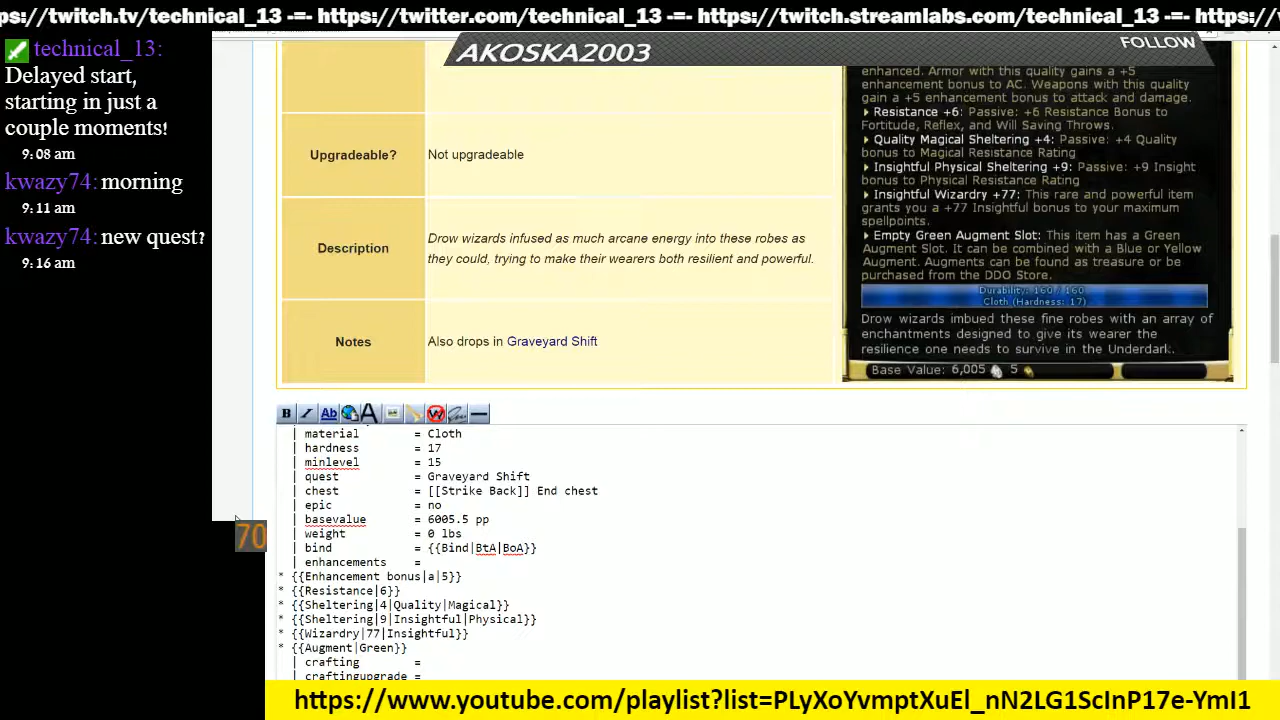 s://twitch.tv/technical_13 -=- https://twitter.com/technical_13 -=- https://twitch.streamlabs.com/technical_13 -=- https://
technical_13:
Delayed start,
starting in just a
couple moments!
9:08 am
kwazy74: morning
9:11 am
kwazy74: new quest?
9:16 am
AKOSKA2003
FOLLOW
Upgradeable?
Not upgradeable
Description
Drow wizards infused as much arcane energy into these robes as
they could, trying to make their wearers both resilient and powerful.
Notes
Also drops in Graveyard Shift
enhanced. Armor with this quality gains a +5
enhancement bonus to AC. Weapons with this quality
gain a +5 enhancement bonus to attack and damage.
Resistance +6: Passive: +6 Resistance Bonus to
Fortitude, Reflex, and Will Saving Throws.
Quality Magical Sheltering +4: Passive: +4 Quality
bonus to Magical Resistance Rating
Insightful Physical Sheltering +9: Passive: +9 Insight
bonus to Physical Resistance Rating
Insightful Wizardry +77: This rare and powerful item
grants you a +77 Insightful bonus to your maximum
spellpoints.
Empty Green Augment Slot: This item has a Green
Augment Slot. It can be combined with a Blue or Yellow
Augment. Augments can be found as treasure or be
purchased from the DDO Store.
Durability: 160 / 160
Cloth (Hardness: 17)
Drow wizards imbued these fine robes with an array of
enchantments designed to give its wearer the
resilience one needs to survive in the Underdark.
Base Value: 6,005 5
B I Ab A W
| material = Cloth
| hardness = 17
| minlevel = 15
| quest = Graveyard Shift
| chest = [[Strike Back]] End chest
| epic = no
| basevalue = 6005.5 pp
| weight = 0 lbs
| bind = {{Bind|BtA|BoA}}
| enhancements =
* {{Enhancement bonus|a|5}}
* {{Resistance|6}}
* {{Sheltering|4|Quality|Magical}}
* {{Sheltering|9|Insightful|Physical}}
* {{Wizardry|77|Insightful}}
* {{Augment|Green}}
| crafting =
| craftingupgrade =
70
https://www.youtube.com/playlist?list=PLyXoYvmptXuEl_nN2LG1ScInP17e-YmI1